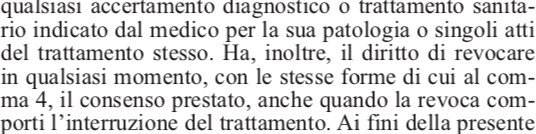 qualsiasi accertamento diagnostico o trattamento sanita-
rio indicato dal medico per la sua patologia o singoli atti
del trattamento stesso. Ha, inoltre, il diritto di revocare
in qualsiasi momento, con le stesse forme di cui al com-
ma 4, il consenso prestato, anche quando la revoca com-
porti l’interruzione del trattamento. Ai fini della presente